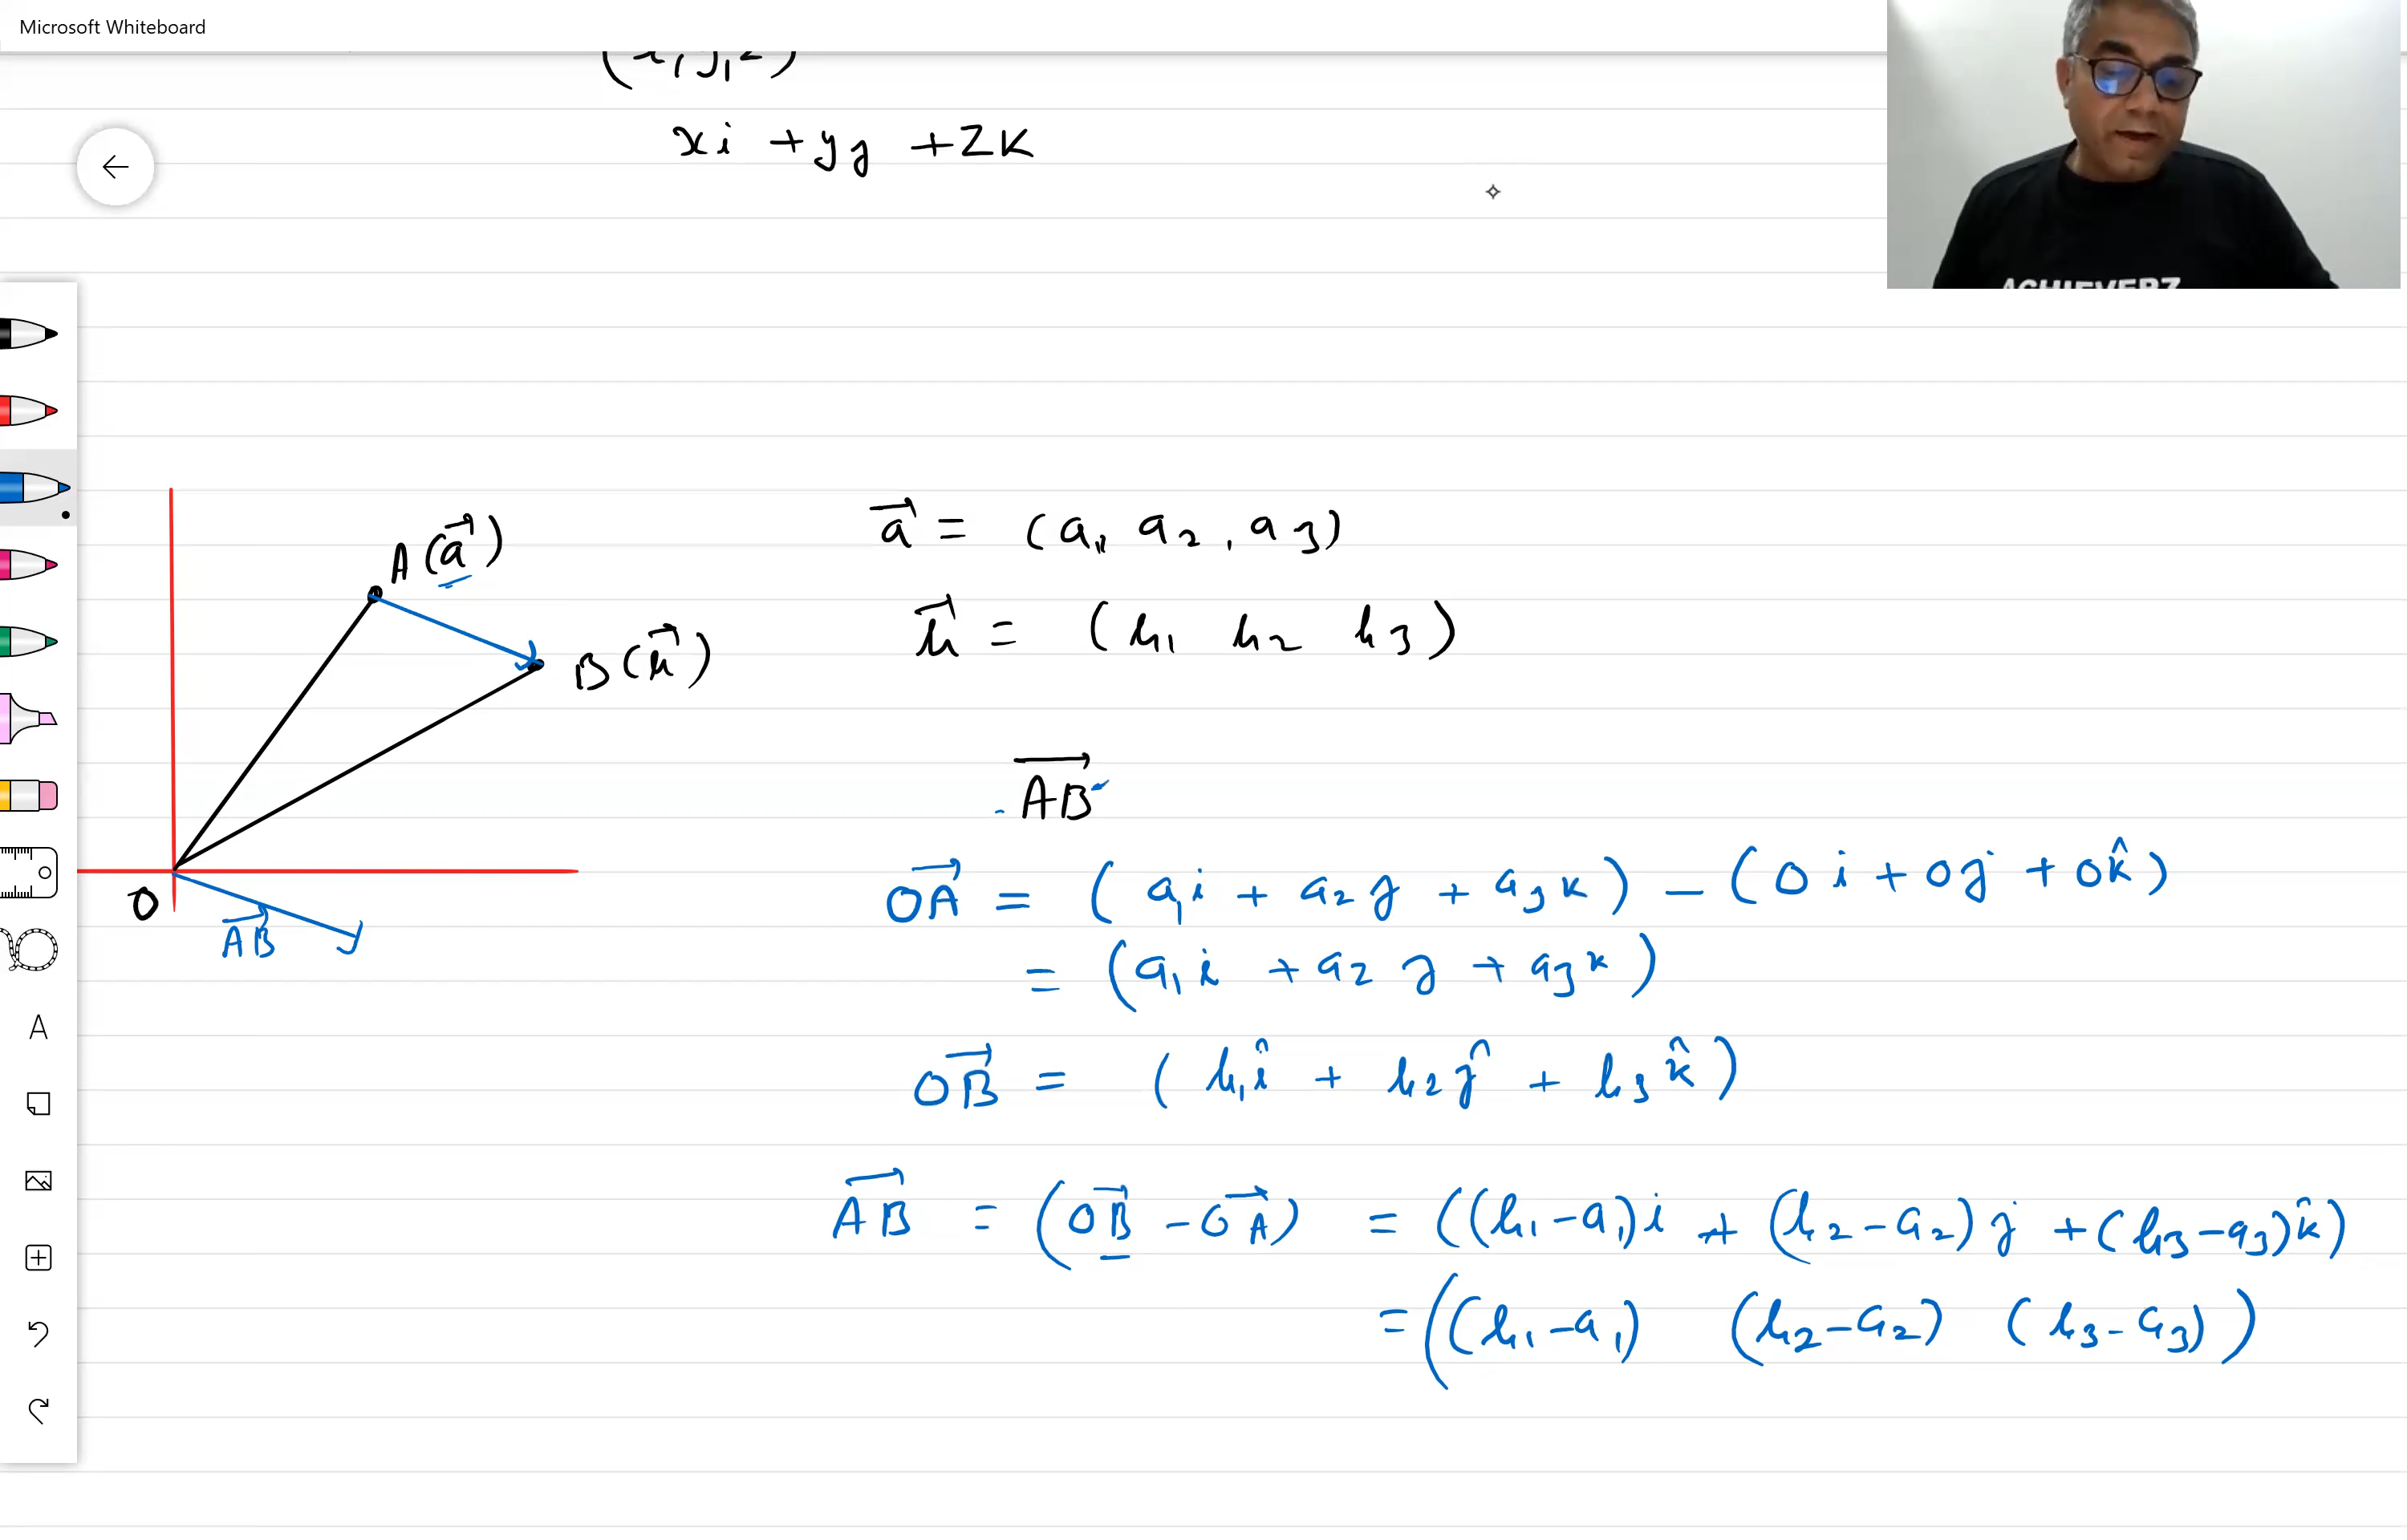 Microsoft Whiteboard
xi + yj + zk
A(a⃗)
B(b⃗)
O
AB⃗
a⃗ = (a₁, a₂, a₃)
b⃗ = (b₁ b₂ b₃)
AB⃗
OA⃗ = (a₁i + a₂j + a₃k) – (0i + 0j + 0k̂)
= (a₁i + a₂j + a₃k)
OB⃗ = (b₁î + b₂ĵ + b₃k̂)
AB⃗ = (OB⃗ – OA⃗) = ((b₁–a₁)i + (b₂–a₂)j + (b₃–a₃)k̂)
= ((b₁–a₁) (b₂–a₂) (b₃–a₃))